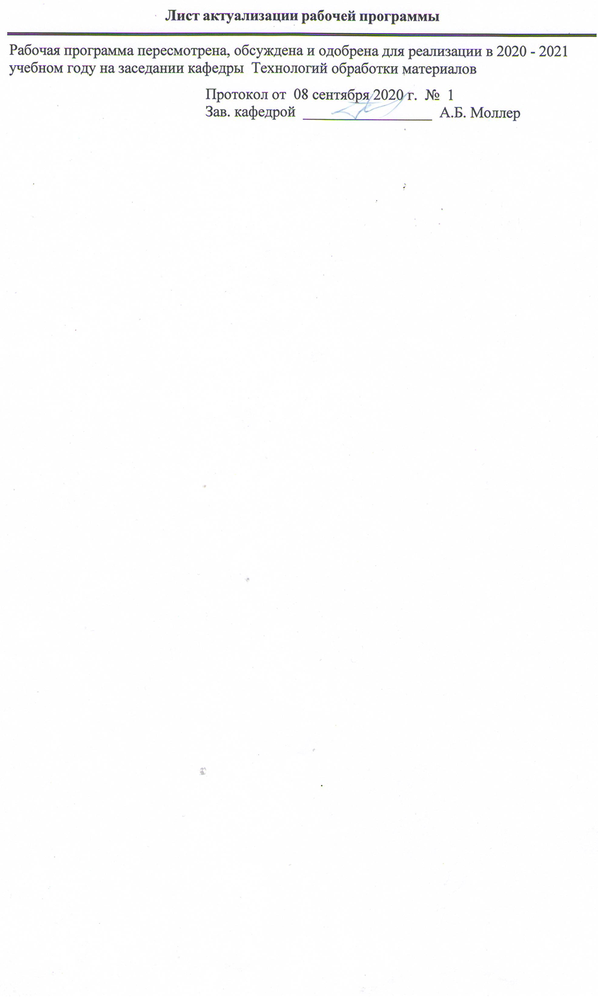 Лист актуализации рабочей программы
Рабочая программа пересмотрена, обсуждена и одобрена для реализации в 2020 - 2021
учебном году на заседании кафедры Технологий обработки материалов
Протокол от 08 сентября 2020 г. № 1
Зав. кафедрой ____________________ А.Б. Моллер